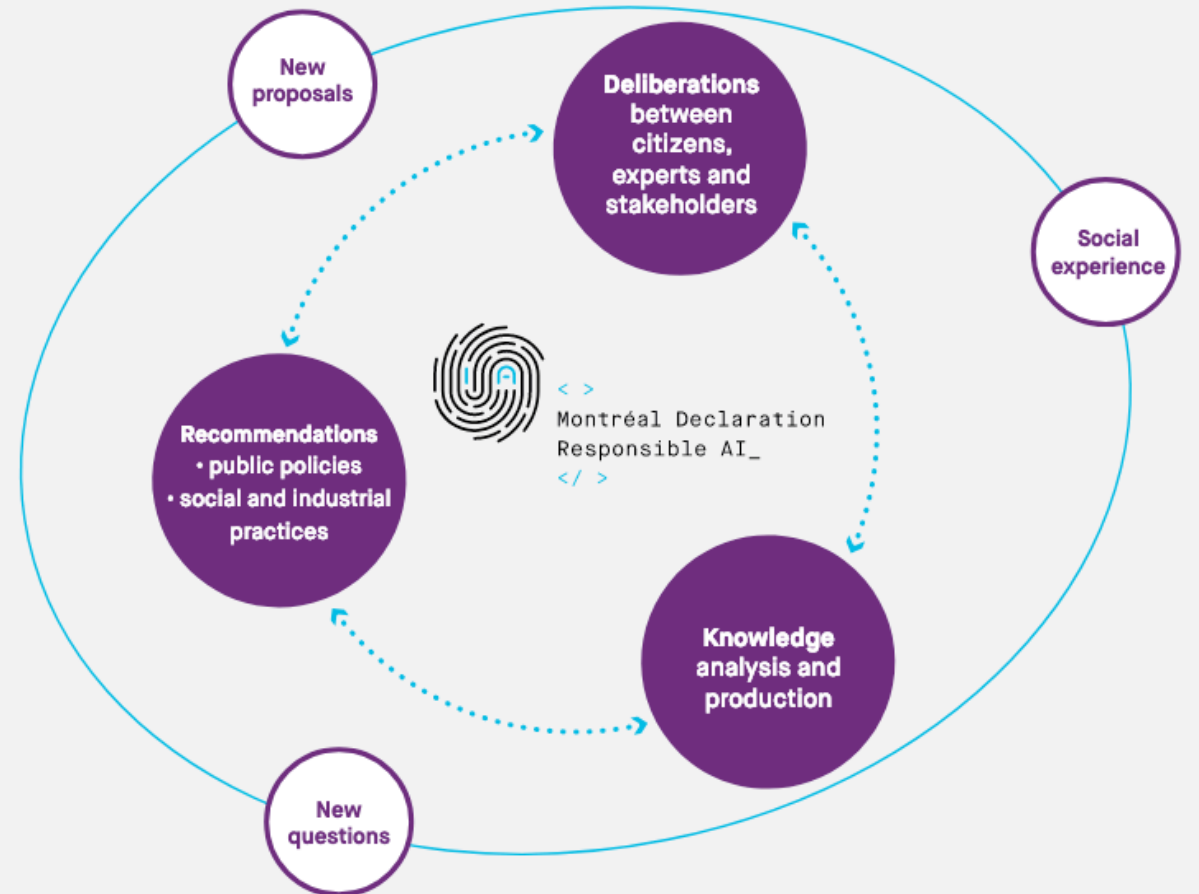 New
proposals
Deliberations
between
citizens,
experts and
stakeholders
Social
experience
IA
< >
Montréal Declaration
Responsible AI_
</ >
Recommendations
• public policies
• social and industrial
practices
Knowledge
analysis and
production
New
questions